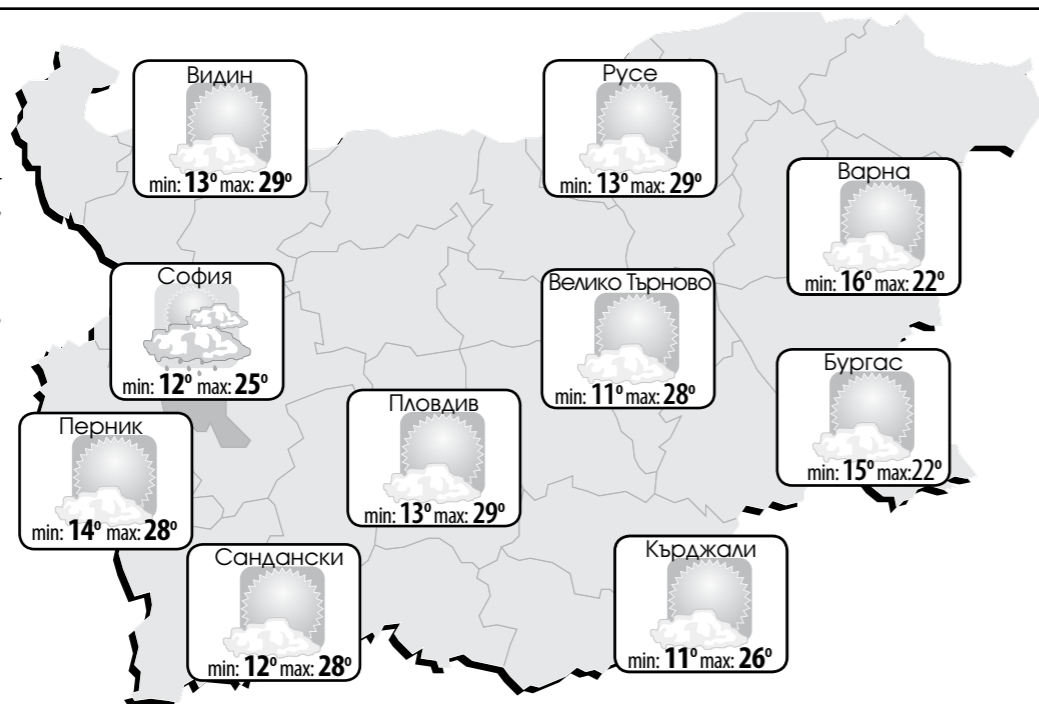 Видин
min: 13° max: 29°
Русе
min: 13° max: 29°
Варна
min: 16° max: 22°
София
min: 12° max: 25°
Велико Търново
min: 11° max: 28°
Бургас
min: 15° max:22°
Пловдив
min: 13° max: 29°
Перник
min: 14° max: 28°
Сандански
min: 12° max: 28°
Кърджали
min: 11° max: 26°